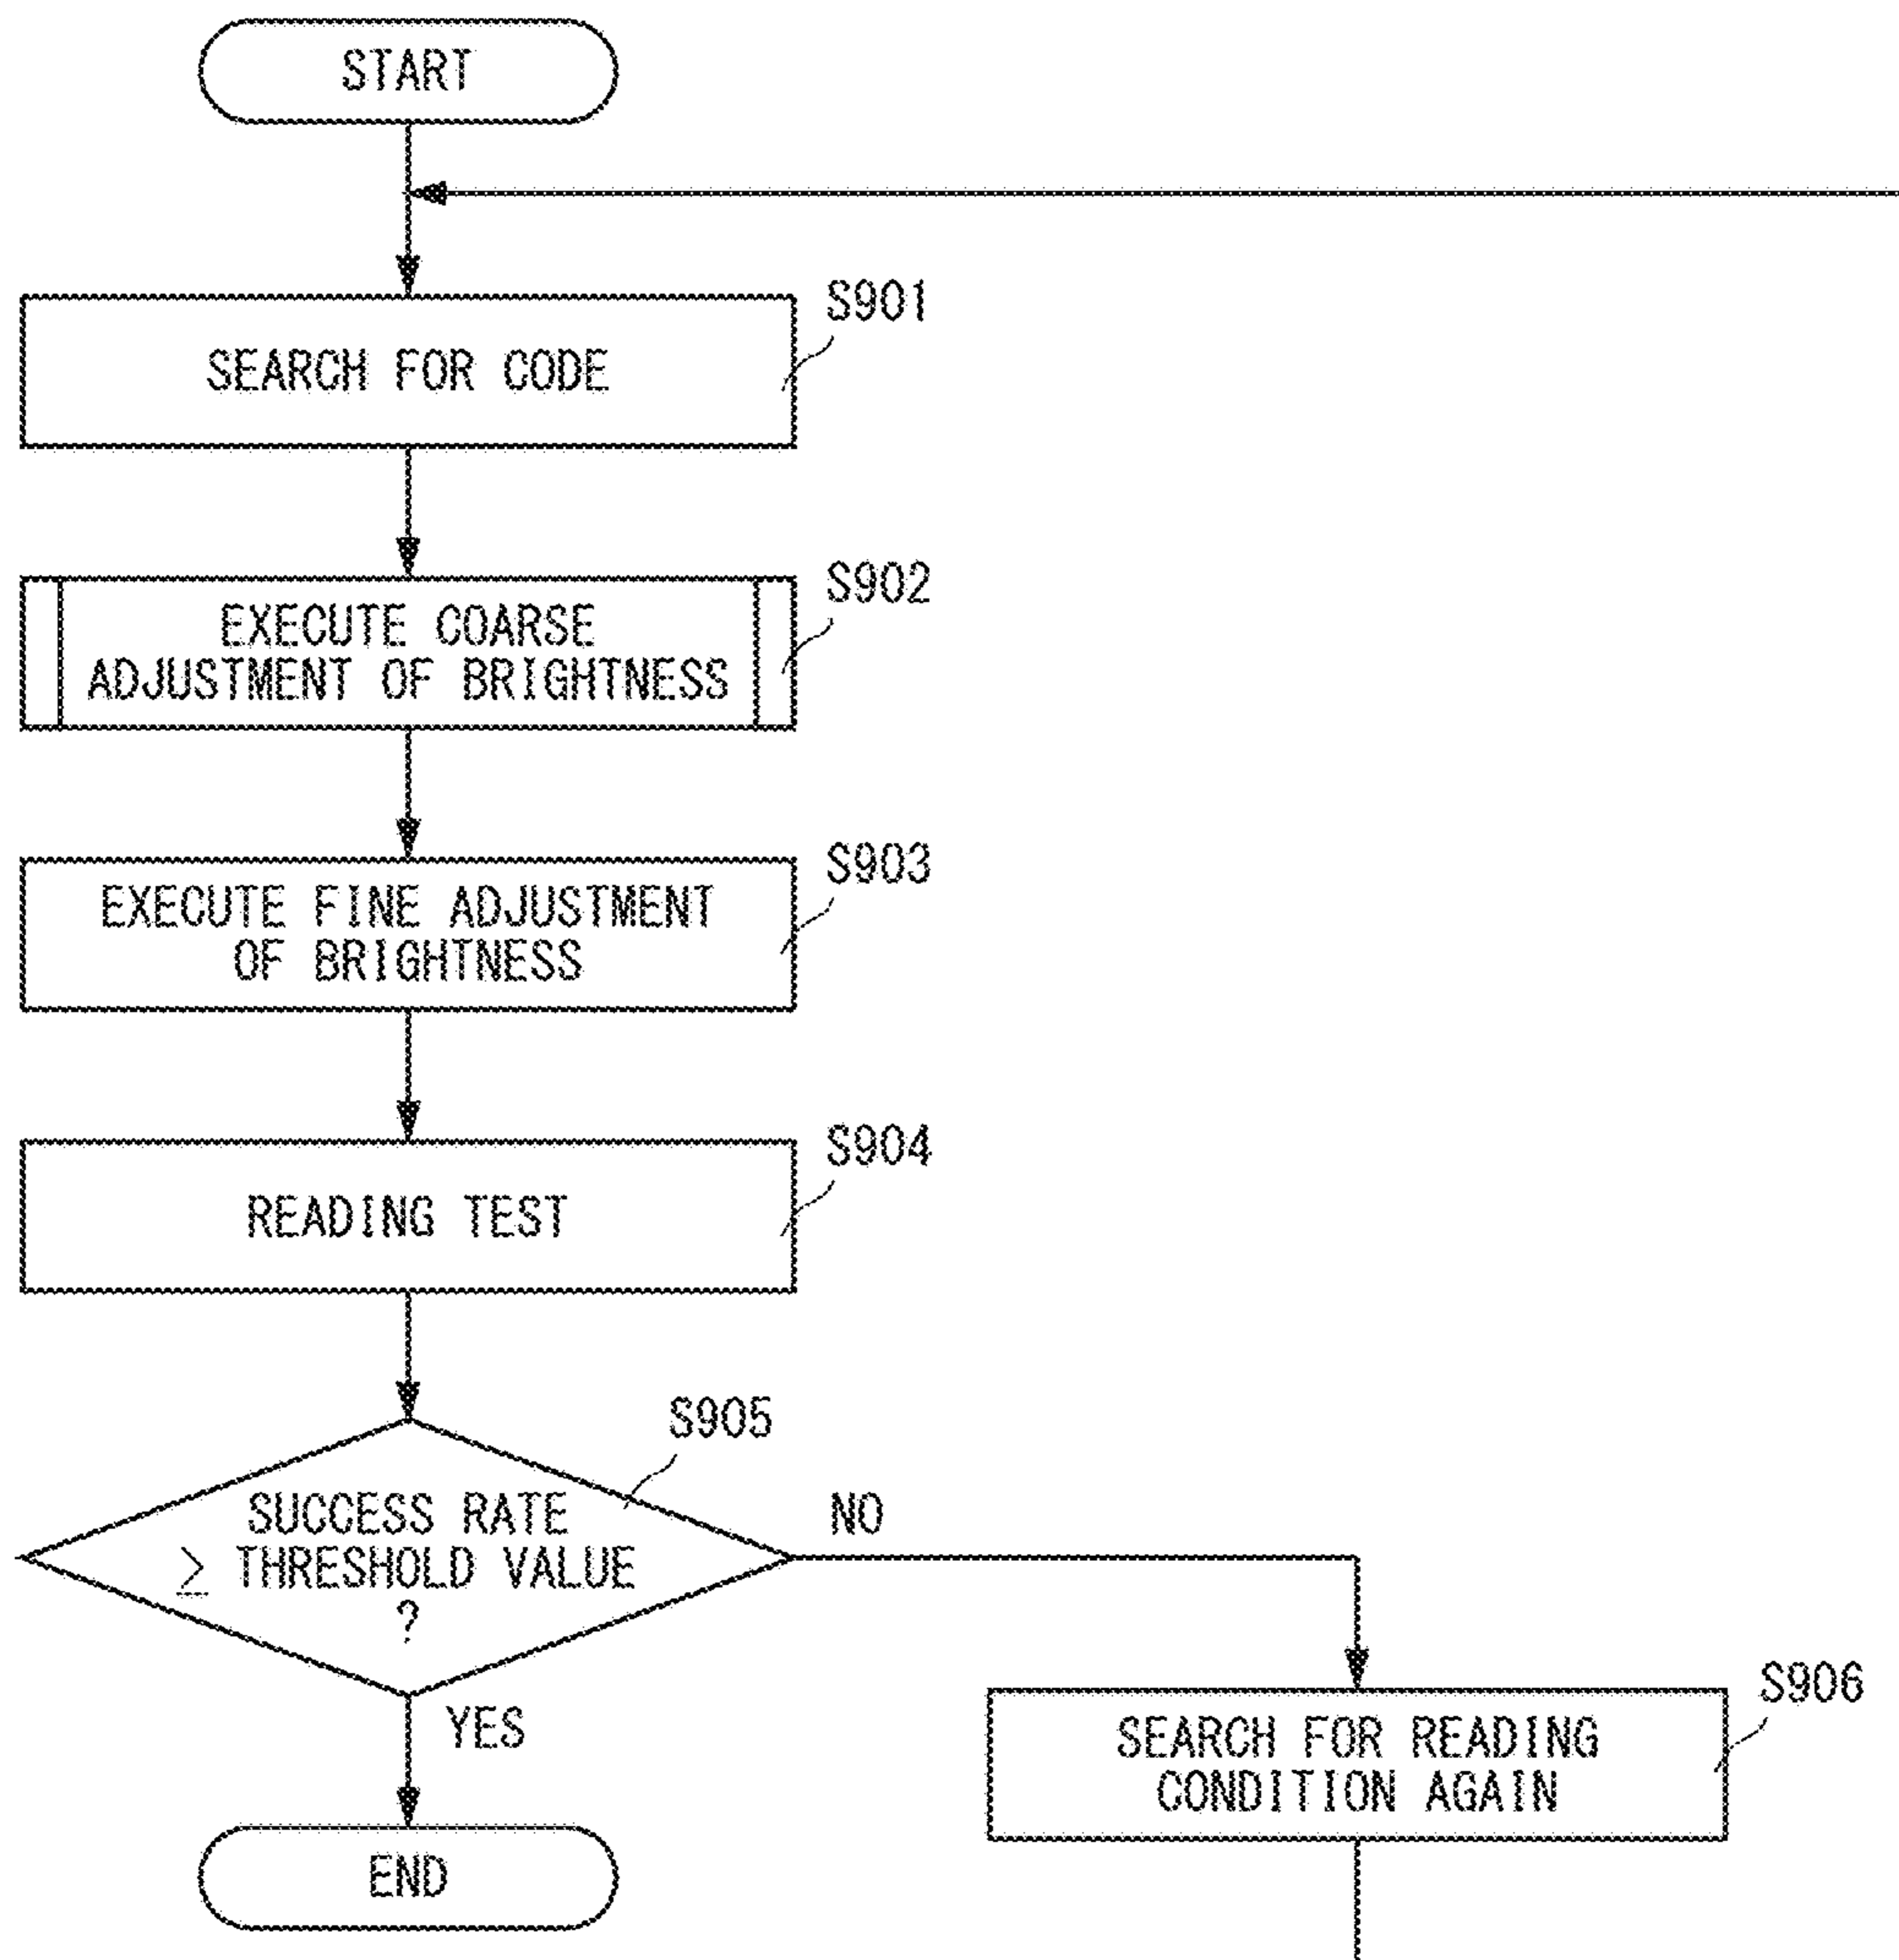 START
S901
SEARCH FOR CODE
S902
EXECUTE COARSE
ADJUSTMENT OF BRIGHTNESS
S903
EXECUTE FINE ADJUSTMENT
OF BRIGHTNESS
S904
READING TEST
S905
SUCCESS RATE
≥ THRESHOLD VALUE
?
NO
YES
S906
SEARCH FOR READING
CONDITION AGAIN
END